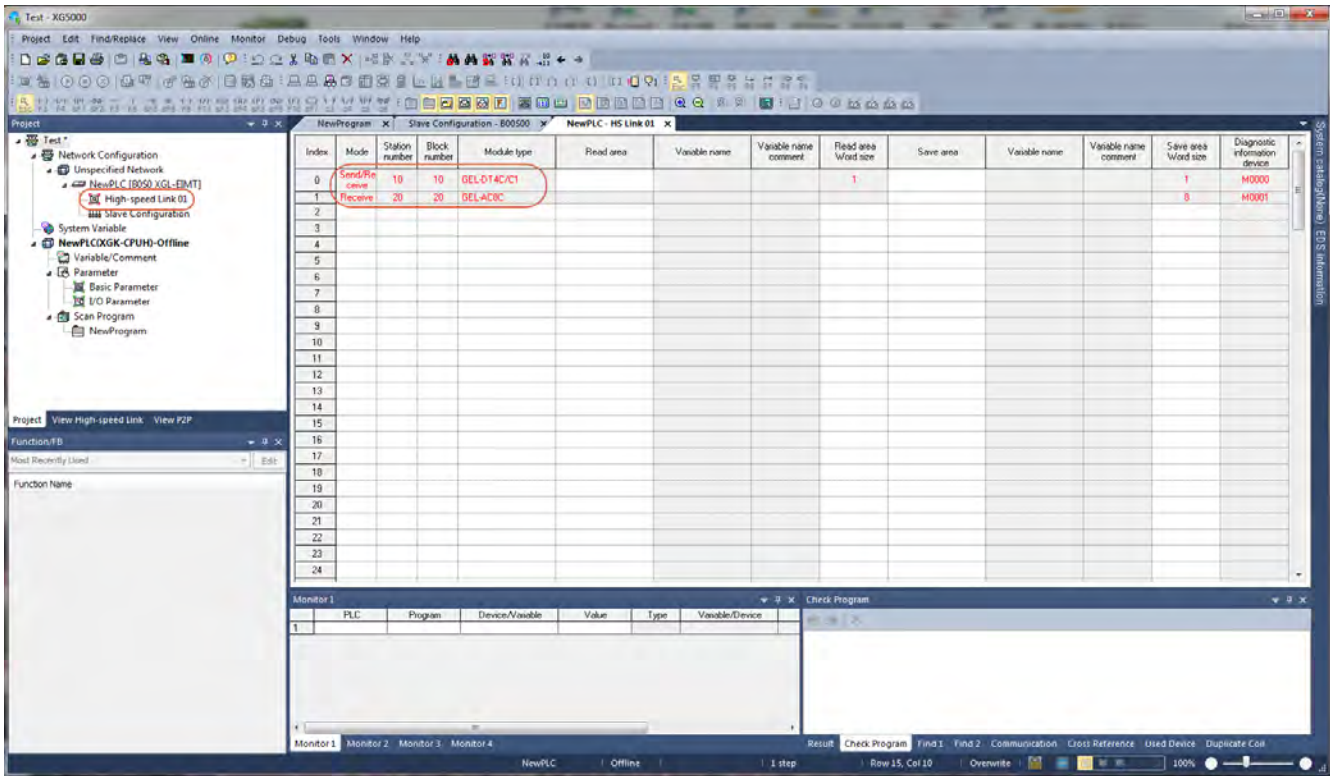 Test - XG5000
Project Edit Find/Replace View Online Monitor Debug Tools Window Help
Project
Test *
Network Configuration
Unspecified Network
NewPLC [B0S0 XGL-EIMT]
High-speed Link 01
Slave Configuration
System Variable
NewPLC(XGK-CPUH)-Offline
Variable/Comment
Parameter
Basic Parameter
I/O Parameter
Scan Program
NewProgram
Project View High-speed Link View P2P
Function/FB
Most Recently Used Edit
Function Name
NewProgram Slave Configuration - B00S00 NewPLC - HS Link 01
Index Mode Station number Block number Module type Read area Variable name Variable name comment Read area Word size Save area Variable name Variable name comment Save area Word size Diagnostic information device
0 Send/Receive 10 10 GEL-DT4C/C1 1 1 M0000
1 Receive 20 20 GEL-AC8C 8 M0001
2
3
4
5
6
7
8
9
10
11
12
13
14
15
16
17
18
19
20
21
22
23
24
System catalog(None) EDS information
Monitor 1
PLC Program Device/Variable Value Type Variable/Device
1
Monitor 1 Monitor 2 Monitor 3 Monitor 4
Check Program
Result Check Program Find 1 Find 2 Communication Cross Reference Used Device Duplicate Coil
NewPLC Offline 1 step Row 15, Col 10 Overwrite 100%